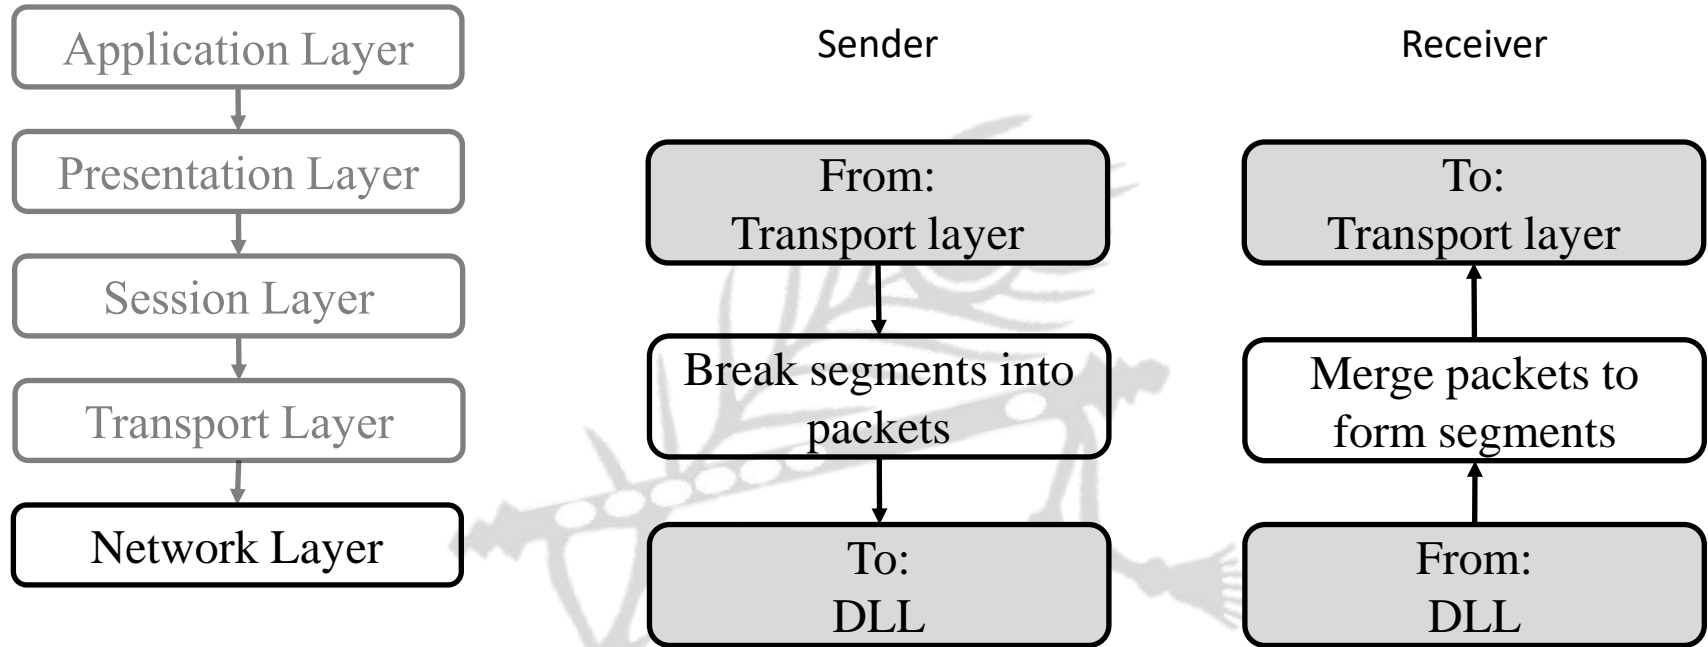 Application Layer
Presentation Layer
Session Layer
Transport Layer
Network Layer
Sender
From:
Transport layer
Break segments into
packets
To:
DLL
Receiver
To:
Transport layer
Merge packets to
form segments
From:
DLL